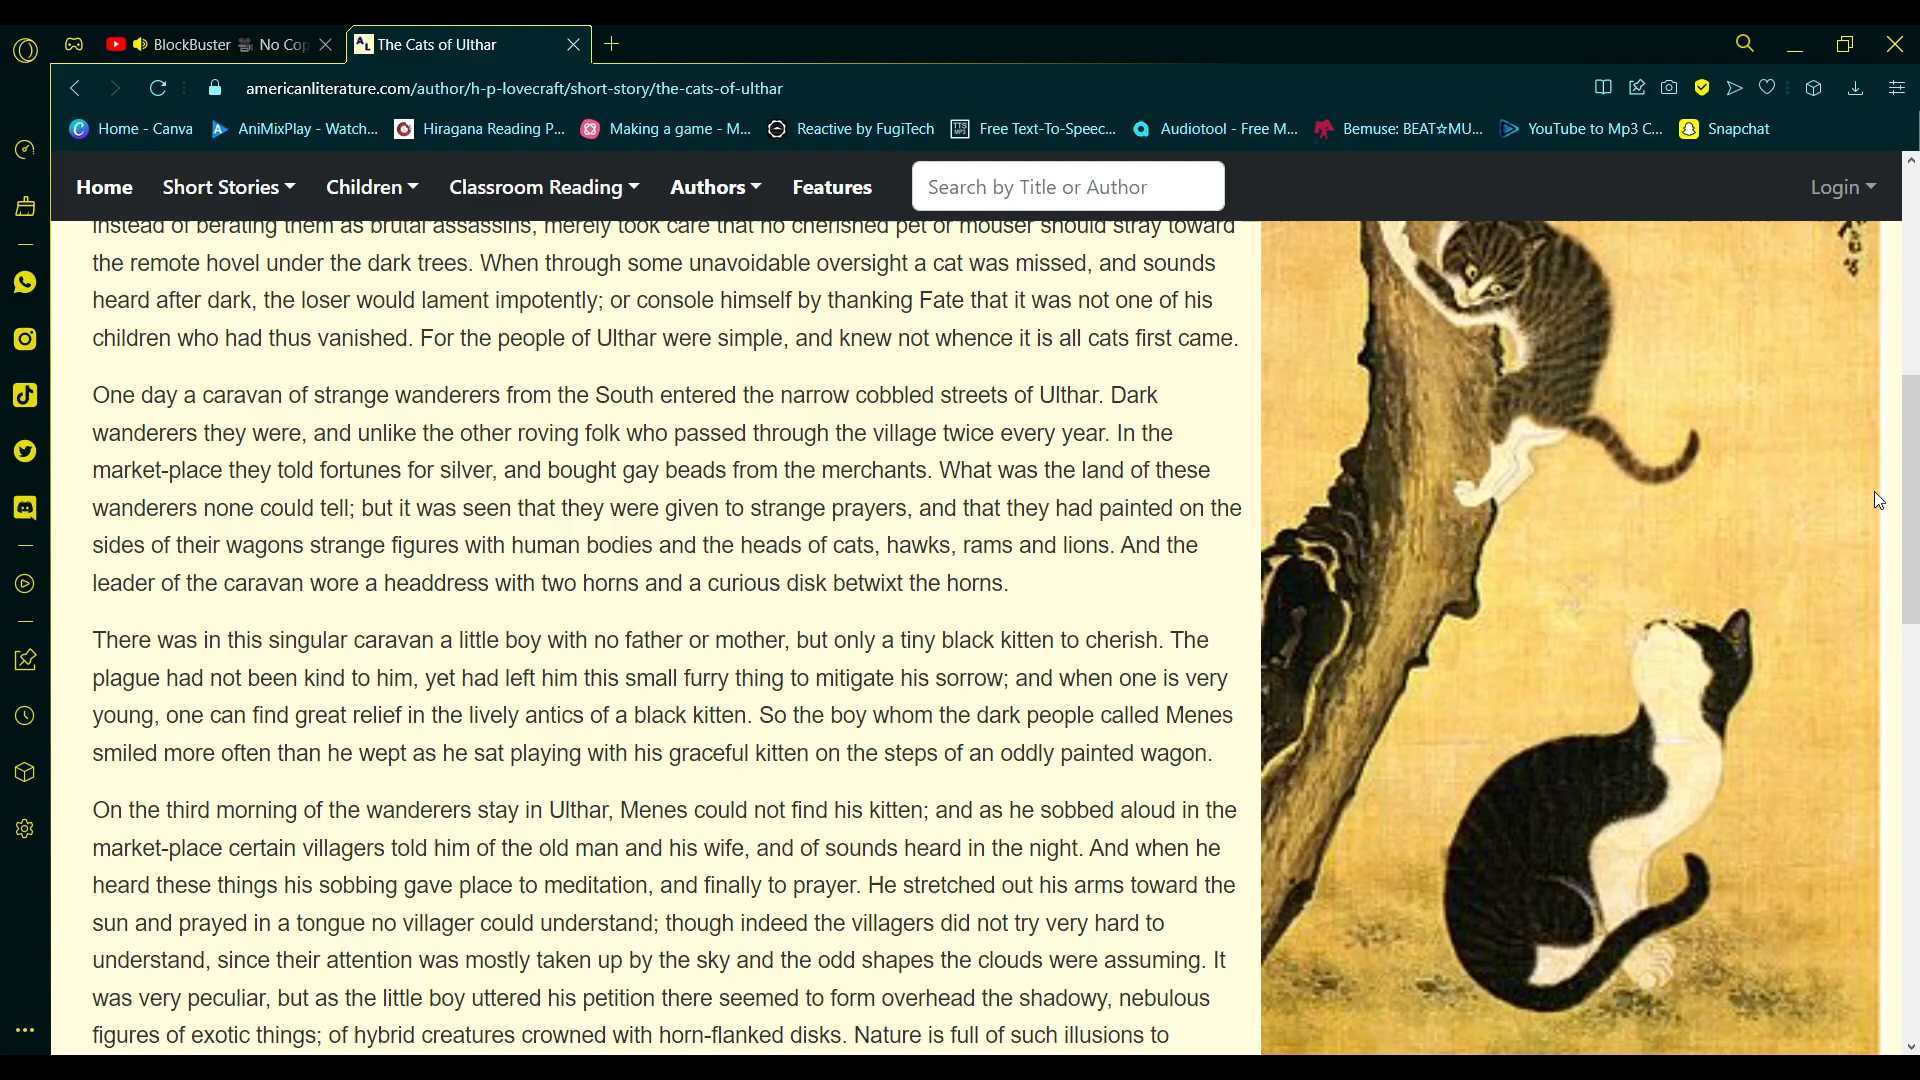 BlockBuster 🎥 No Cop
The Cats of Ulthar
americanliterature.com/author/h-p-lovecraft/short-story/the-cats-of-ulthar
Home - Canva
AniMixPlay - Watch...
Hiragana Reading P...
Making a game - M...
Reactive by FugiTech
Free Text-To-Speec...
Audiotool - Free M...
Bemuse: BEAT☆MU...
YouTube to Mp3 C...
Snapchat
Home
Short Stories
Children
Classroom Reading
Authors
Features
Search by Title or Author
Login
instead of berating them as brutal assassins, merely took care that no cherished pet or mouser should stray toward
the remote hovel under the dark trees. When through some unavoidable oversight a cat was missed, and sounds
heard after dark, the loser would lament impotently; or console himself by thanking Fate that it was not one of his
children who had thus vanished. For the people of Ulthar were simple, and knew not whence it is all cats first came.
One day a caravan of strange wanderers from the South entered the narrow cobbled streets of Ulthar. Dark
wanderers they were, and unlike the other roving folk who passed through the village twice every year. In the
market-place they told fortunes for silver, and bought gay beads from the merchants. What was the land of these
wanderers none could tell; but it was seen that they were given to strange prayers, and that they had painted on the
sides of their wagons strange figures with human bodies and the heads of cats, hawks, rams and lions. And the
leader of the caravan wore a headdress with two horns and a curious disk betwixt the horns.
There was in this singular caravan a little boy with no father or mother, but only a tiny black kitten to cherish. The
plague had not been kind to him, yet had left him this small furry thing to mitigate his sorrow; and when one is very
young, one can find great relief in the lively antics of a black kitten. So the boy whom the dark people called Menes
smiled more often than he wept as he sat playing with his graceful kitten on the steps of an oddly painted wagon.
On the third morning of the wanderers stay in Ulthar, Menes could not find his kitten; and as he sobbed aloud in the
market-place certain villagers told him of the old man and his wife, and of sounds heard in the night. And when he
heard these things his sobbing gave place to meditation, and finally to prayer. He stretched out his arms toward the
sun and prayed in a tongue no villager could understand; though indeed the villagers did not try very hard to
understand, since their attention was mostly taken up by the sky and the odd shapes the clouds were assuming. It
was very peculiar, but as the little boy uttered his petition there seemed to form overhead the shadowy, nebulous
figures of exotic things; of hybrid creatures crowned with horn-flanked disks. Nature is full of such illusions to